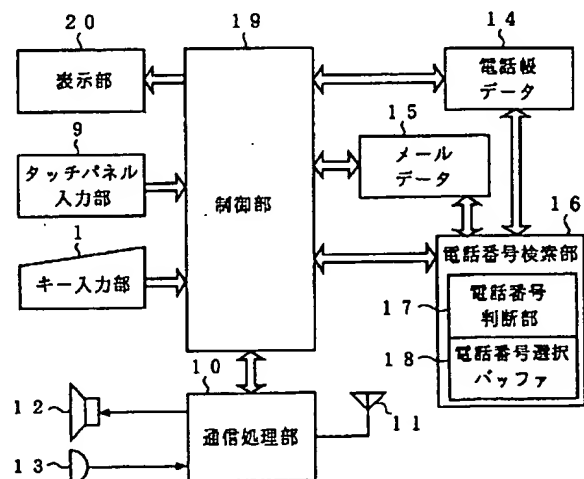 20
19
14
表示部
電話帳
データ
9
15
タッチパネル
入力部
メール
データ
制御部
16
1
電話番号検索部
キー入力部
電話番号
判断部
17
電話番号選択
バッファ
18
10
12
通信処理部
11
13